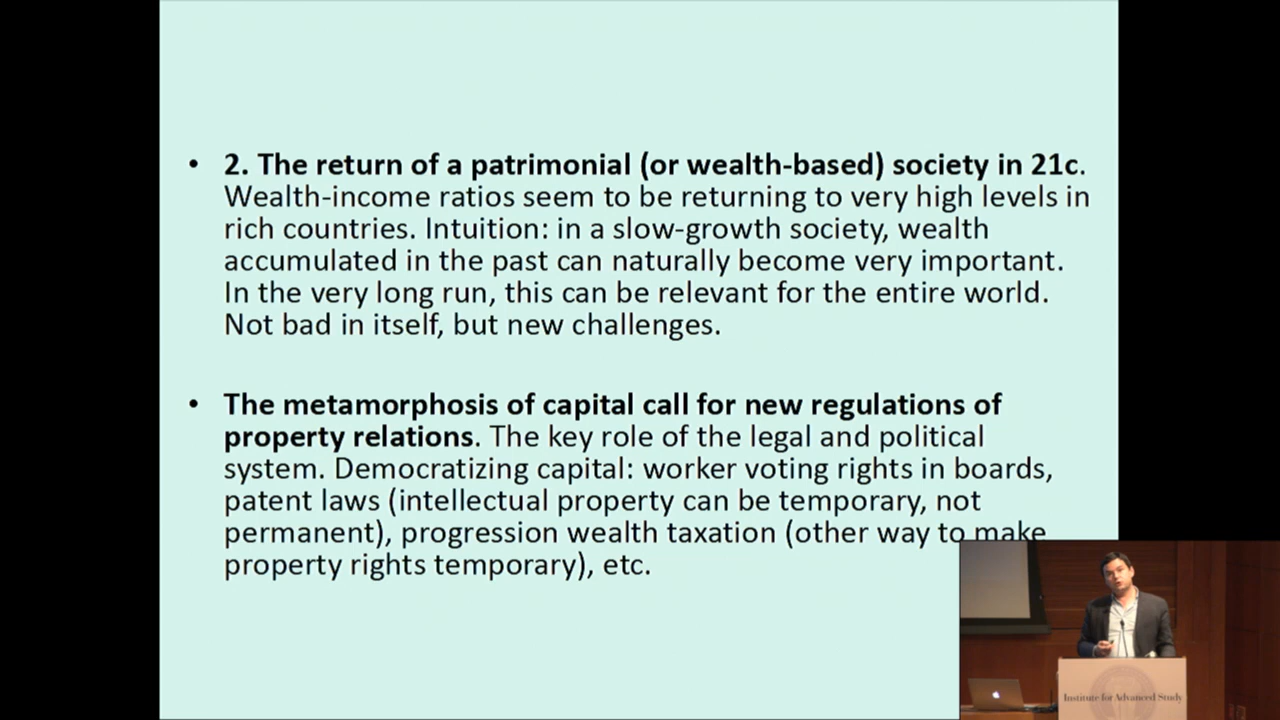 • 2. The return of a patrimonial (or wealth-based) society in 21c.
Wealth-income ratios seem to be returning to very high levels in
rich countries. Intuition: in a slow-growth society, wealth
accumulated in the past can naturally become very important.
In the very long run, this can be relevant for the entire world.
Not bad in itself, but new challenges.
• The metamorphosis of capital call for new regulations of
property relations. The key role of the legal and political
system. Democratizing capital: worker voting rights in boards,
patent laws (intellectual property can be temporary, not
permanent), progression wealth taxation (other way to make
property rights temporary), etc.
Institute for Advanced Study